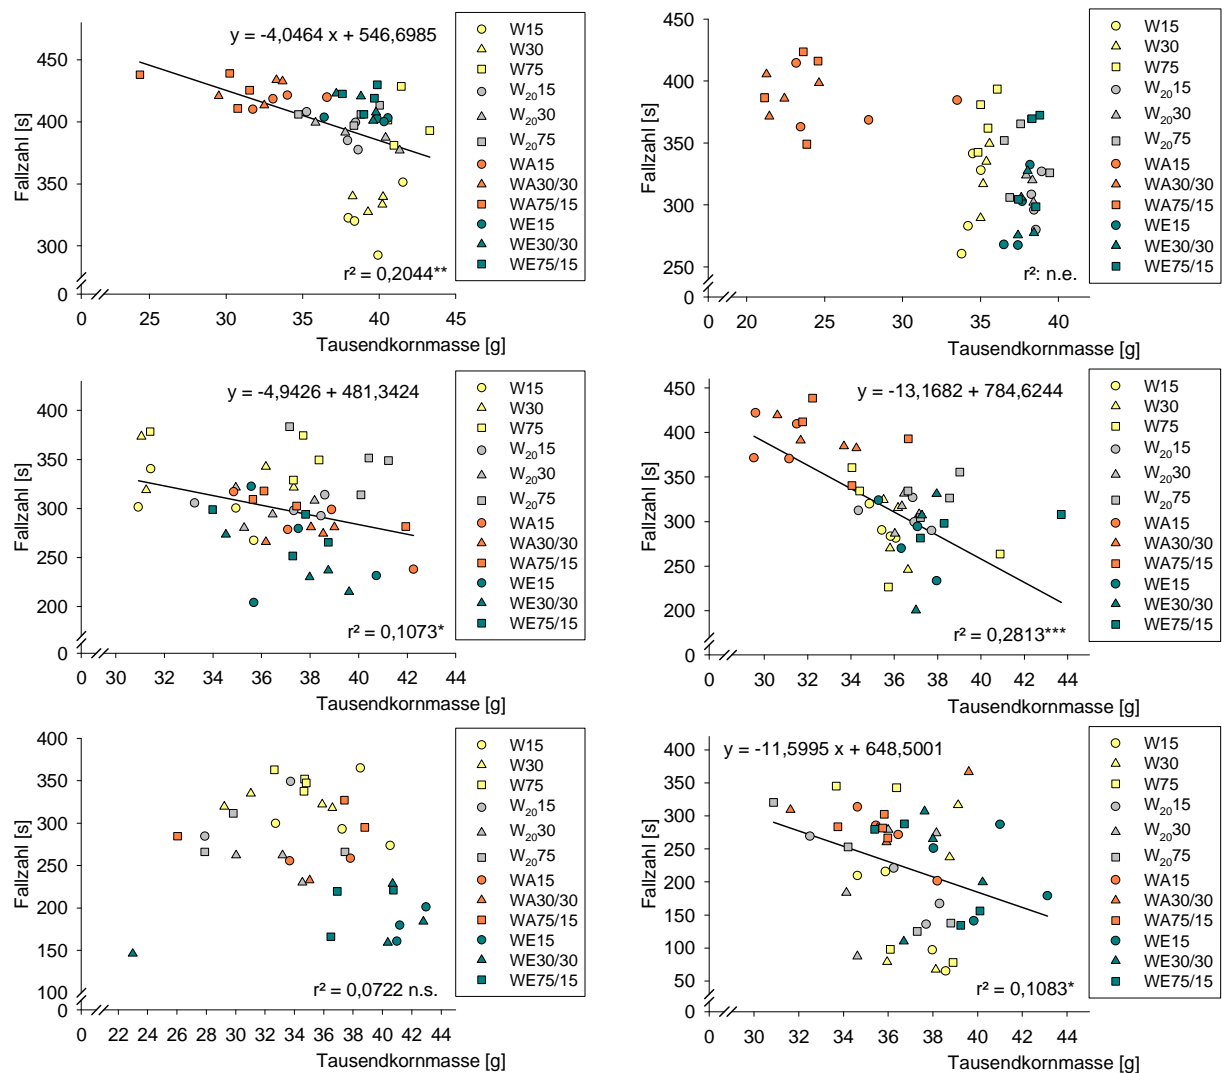 y = -4,0464 x + 546,6985
Fallzahl [s]
450
400
350
300
0
0 25 30 35 40 45
Tausendkornmasse [g]
r² = 0,2044**
W15
W30
W75
W₂₀15
W₂₀30
W₂₀75
WA15
WA30/30
WA75/15
WE15
WE30/30
WE75/15
Fallzahl [s]
450
400
350
300
250
0
0 20 25 30 35 40
Tausendkornmasse [g]
r²: n.e.
W15
W30
W75
W₂₀15
W₂₀30
W₂₀75
WA15
WA30/30
WA75/15
WE15
WE30/30
WE75/15
y = -4,9426 + 481,3424
Fallzahl [s]
400
350
300
250
200
0
0 30 32 34 36 38 40 42 44
Tausendkornmasse [g]
r² = 0,1073*
W15
W30
W75
W₂₀15
W₂₀30
W₂₀75
WA15
WA30/30
WA75/15
WE15
WE30/30
WE75/15
y = -13,1682 + 784,6244
Fallzahl [s]
450
400
350
300
250
200
0
0 30 32 34 36 38 40 42 44
Tausendkornmasse [g]
r² = 0,2813***
W15
W30
W75
W₂₀15
W₂₀30
W₂₀75
WA15
WA30/30
WA75/15
WE15
WE30/30
WE75/15
Fallzahl [s]
400
350
300
250
200
150
100
0
0 22 24 26 28 30 32 34 36 38 40 42 44
Tausendkornmasse [g]
r² = 0,0722 n.s.
W15
W30
W75
W₂₀15
W₂₀30
W₂₀75
WA15
WA30/30
WA75/15
WE15
WE30/30
WE75/15
y = -11,5995 x + 648,5001
Fallzahl [s]
400
350
300
250
200
150
100
50
0
0 30 32 34 36 38 40 42 44
Tausendkornmasse [g]
r² = 0,1083*
W15
W30
W75
W₂₀15
W₂₀30
W₂₀75
WA15
WA30/30
WA75/15
WE15
WE30/30
WE75/15